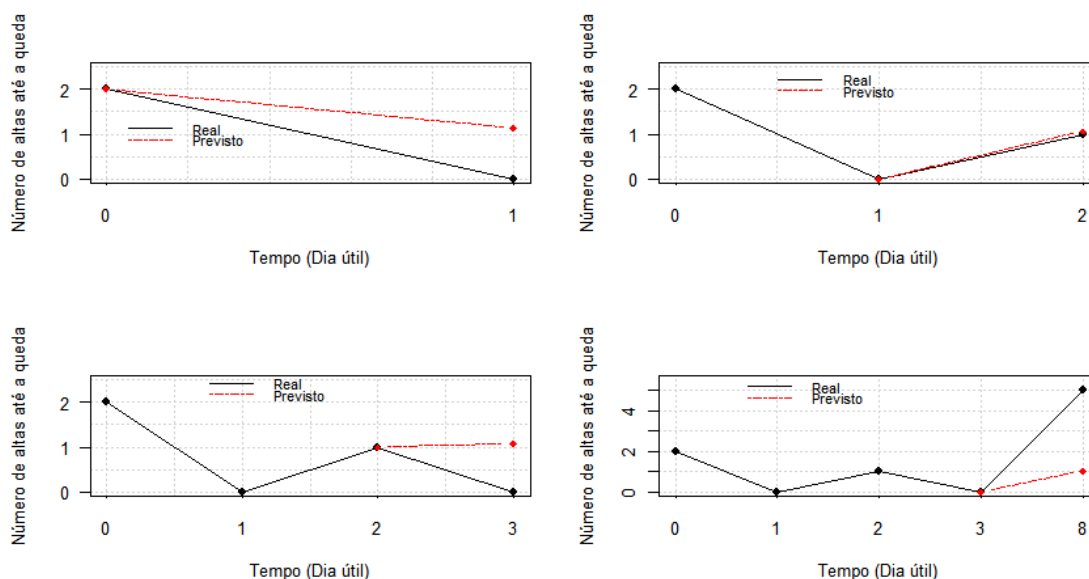 Número de altas até a queda
2
1
0
Real
Previsto
0
1
Tempo (Dia útil)
Número de altas até a queda
2
1
0
Real
Previsto
0
1
2
Tempo (Dia útil)
Número de altas até a queda
2
1
0
Real
Previsto
0
1
2
3
Tempo (Dia útil)
Número de altas até a queda
4
2
0
Real
Previsto
0
1
2
3
8
Tempo (Dia útil)